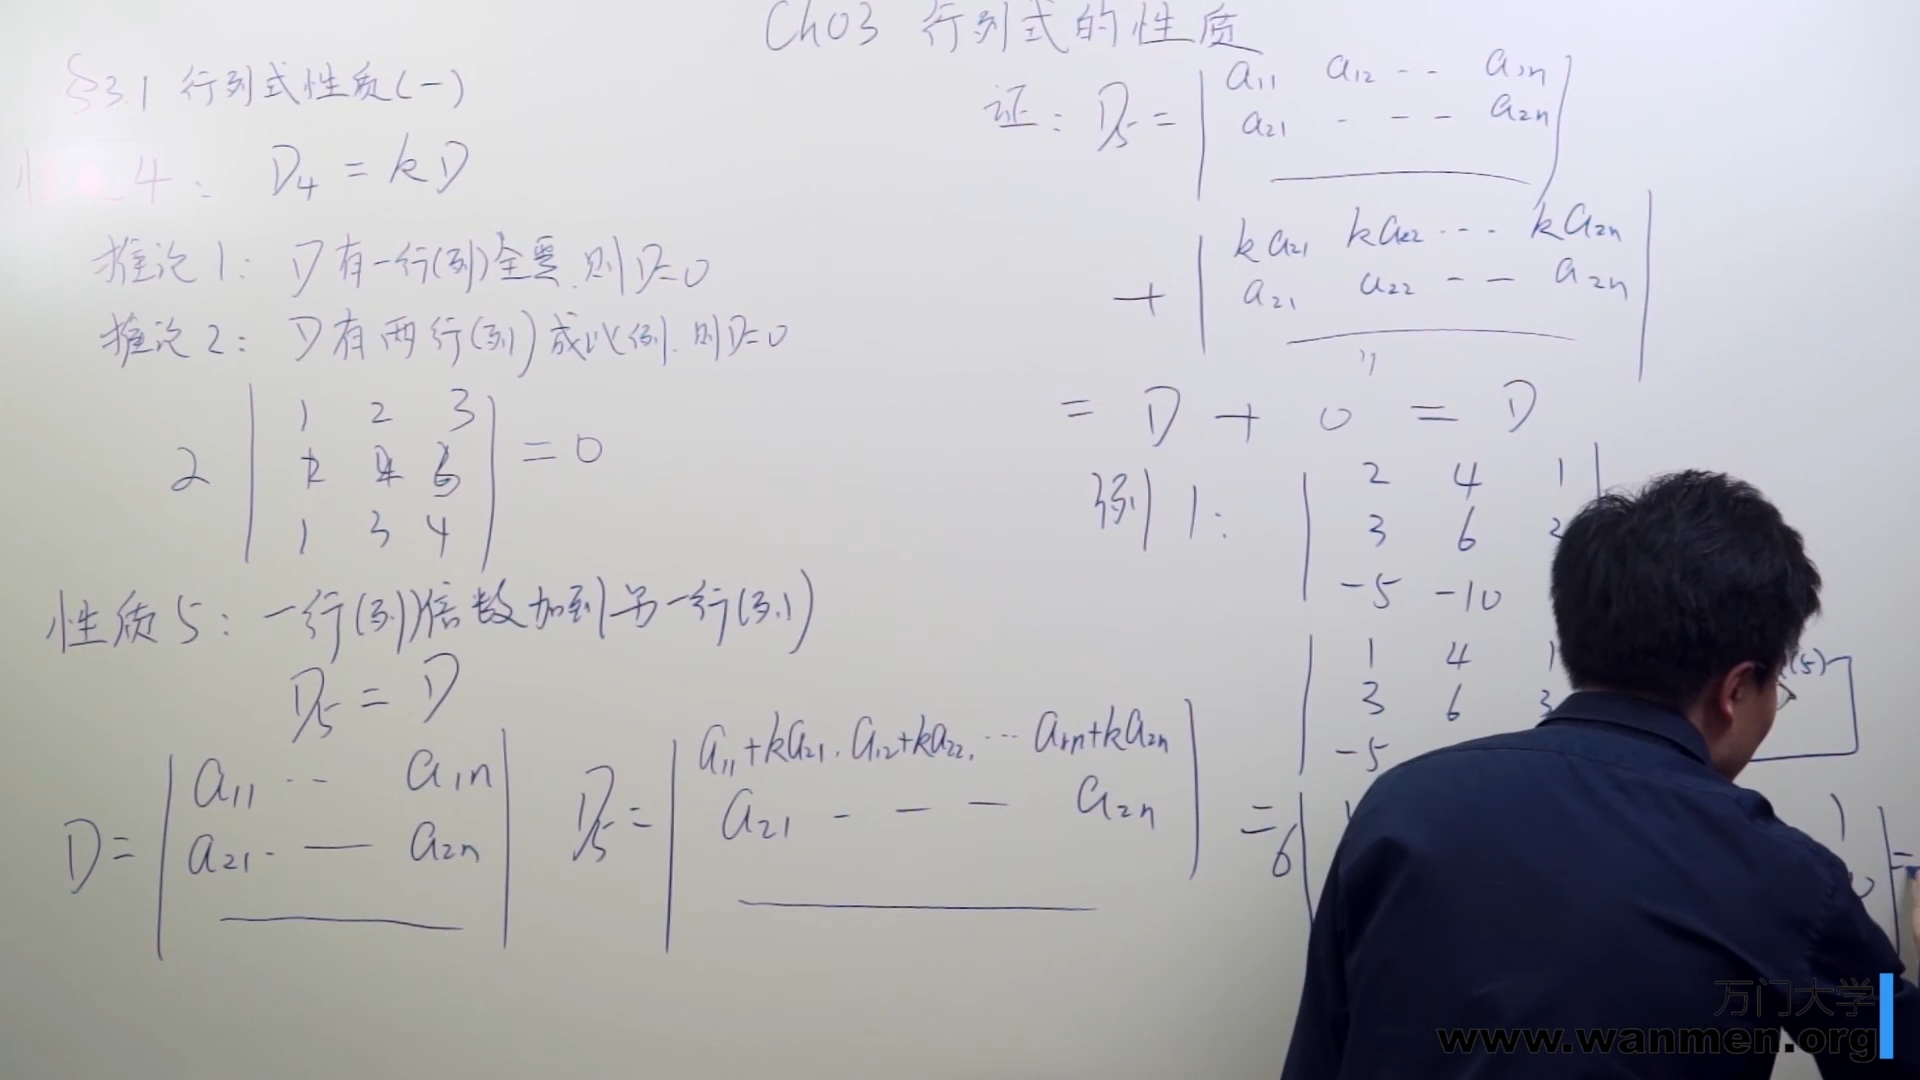 Ch03 行列式的性质
§3.1 行列式性质(一)
4: D₄ = kD
推论1: D有一行(列)全零.则D=0
推论2: D有两行(列)成比例.则D=0
2 | 1 2 3 |
| 4 6 | = 0
| 1 3 4 |
性质5: 一行(列)倍数加到另一行(列)
D₅ = D
D = | a₁₁ ·· a₁n |
| a₂₁ · — a₂n |
D₅ = | a₁₁+ka₂₁. a₁₂+ka₂₂, ··· a₁n+ka₂n |
| a₂₁ - - - a₂n |
证: D₅ = | a₁₁ a₁₂ -- a₁n |
| a₂₁ - - - a₂n |
+ | ka₂₁ ka₂₂ ··· ka₂n |
| a₂₁ a₂₂ -- a₂n |
= D + 0 = D
例1: | 2 4 1 |
| 3 6
| -5 -10
| 1 4 1
| 3 6 3
| -5
(5)
= 6 | 1 1 | =
万门大学
www.wanmen.org